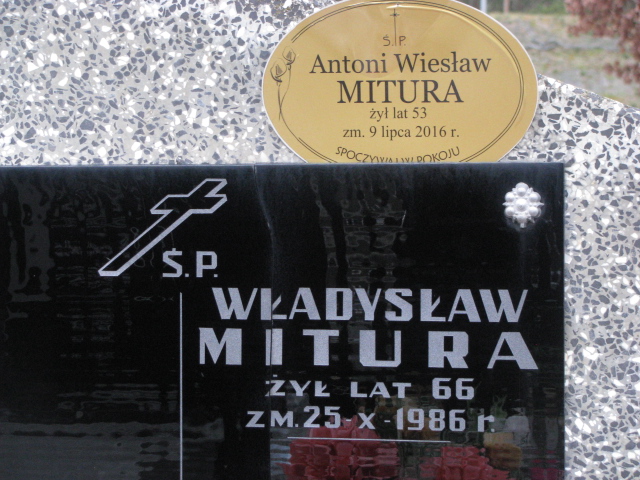 Ś. P.
Antoni Wiesław
MITURA
żył lat 53
zm. 9 lipca 2016 r.
SPOCZYWAJ W POKOJU
Ś.P.
WŁADYSŁAW
MITURA
ŻYŁ LAT 66
ZM. 25-X-1986 r.